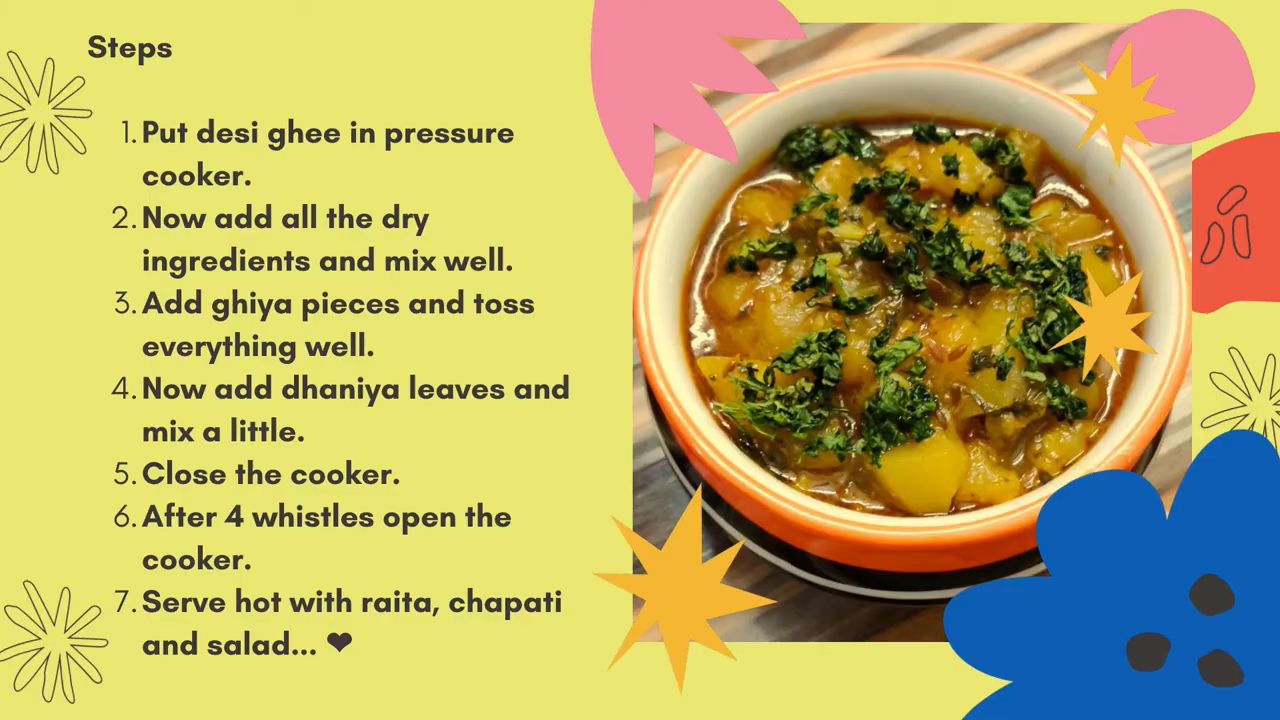 Steps
1. Put desi ghee in pressure
cooker.
2. Now add all the dry
ingredients and mix well.
3. Add ghiya pieces and toss
everything well.
4. Now add dhaniya leaves and
mix a little.
5. Close the cooker.
6. After 4 whistles open the
cooker.
7. Serve hot with raita, chapati
and salad... ❤